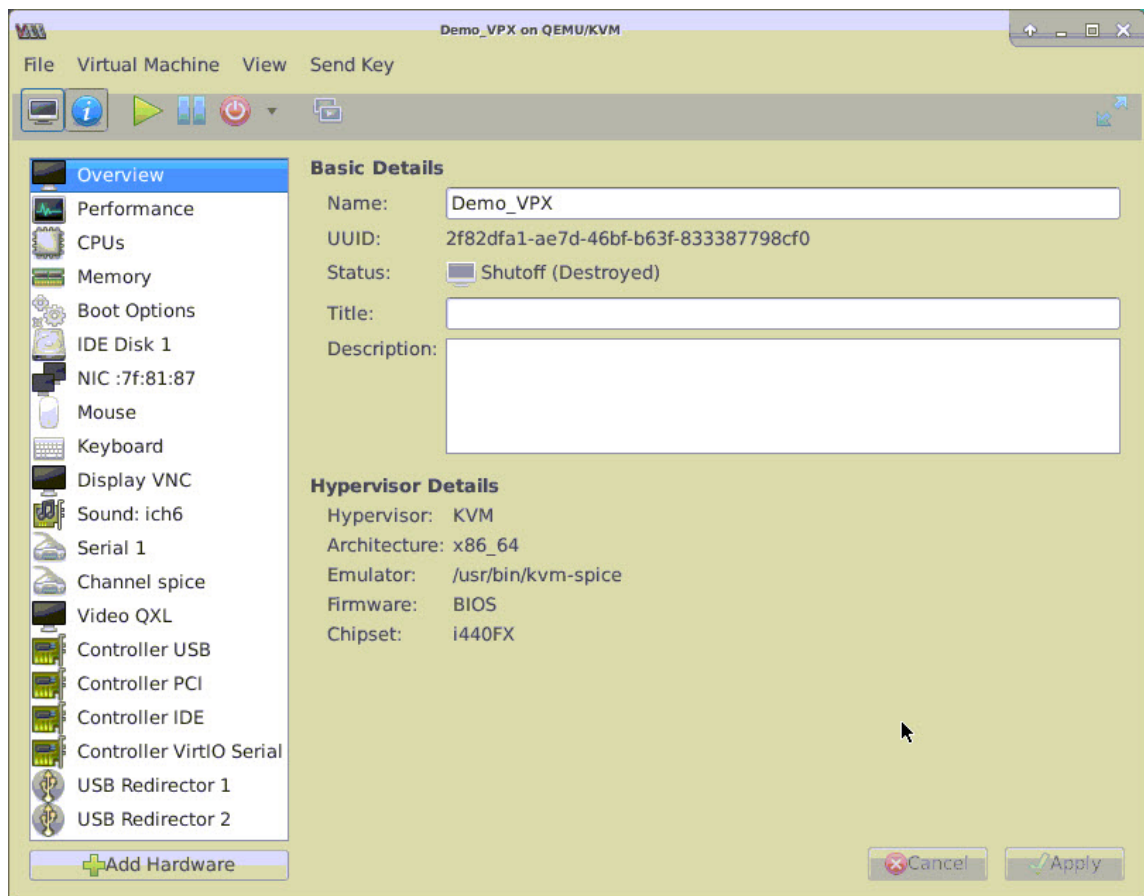 Demo_VPX on QEMU/KVM
File Virtual Machine View Send Key
Overview
Performance
CPUs
Memory
Boot Options
IDE Disk 1
NIC :7f:81:87
Mouse
Keyboard
Display VNC
Sound: ich6
Serial 1
Channel spice
Video QXL
Controller USB
Controller PCI
Controller IDE
Controller VirtIO Serial
USB Redirector 1
USB Redirector 2
Add Hardware
Basic Details
Name: Demo_VPX
UUID: 2f82dfa1-ae7d-46bf-b63f-833387798cf0
Status: Shutoff (Destroyed)
Title:
Description:
Hypervisor Details
Hypervisor: KVM
Architecture: x86_64
Emulator: /usr/bin/kvm-spice
Firmware: BIOS
Chipset: i440FX
Cancel Apply